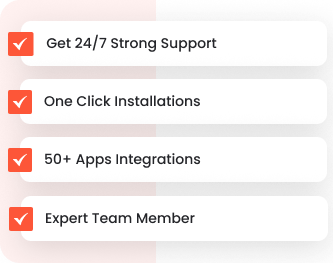 Get 24/7 Strong Support
One Click Installations
50+ Apps Integrations
Expert Team Member